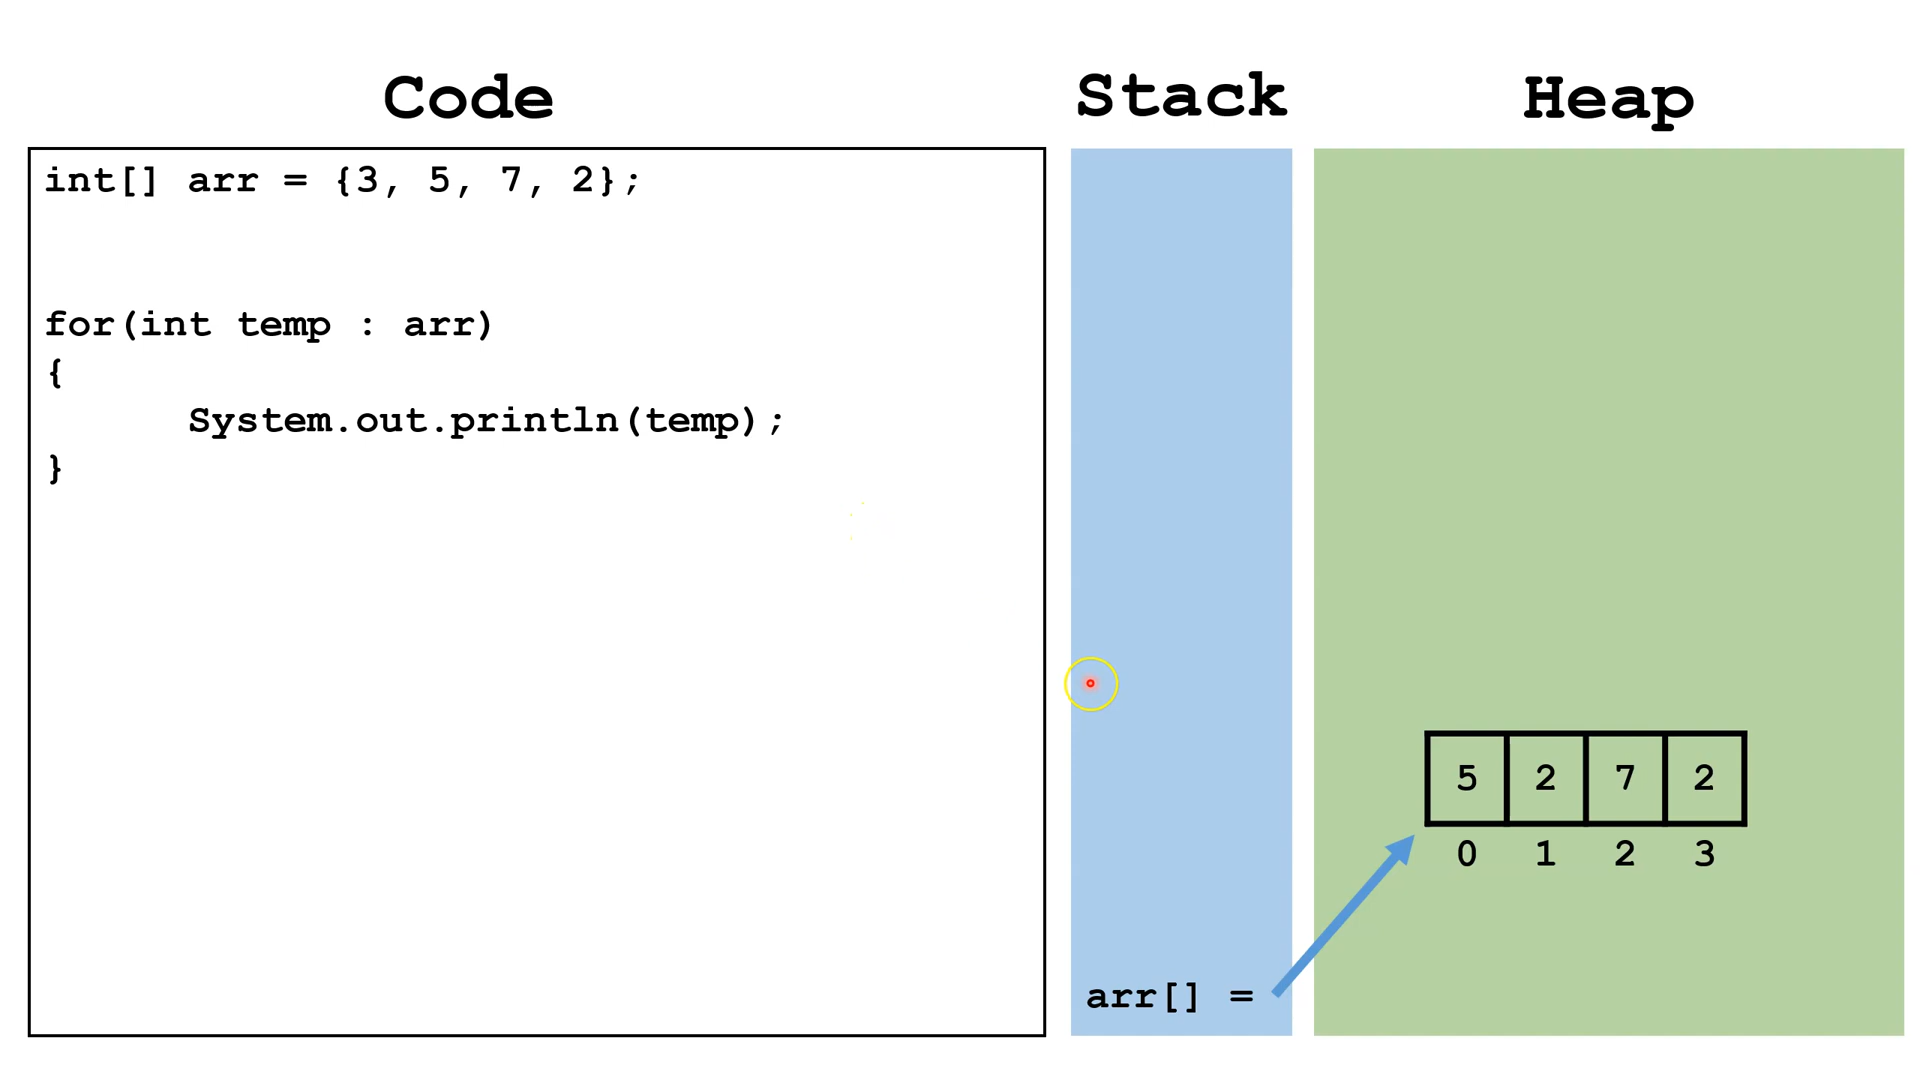 Code
int[] arr = {3, 5, 7, 2};
for(int temp : arr)
{
System.out.println(temp);
}
Stack
arr[] =
Heap
5 2 7 2
0 1 2 3